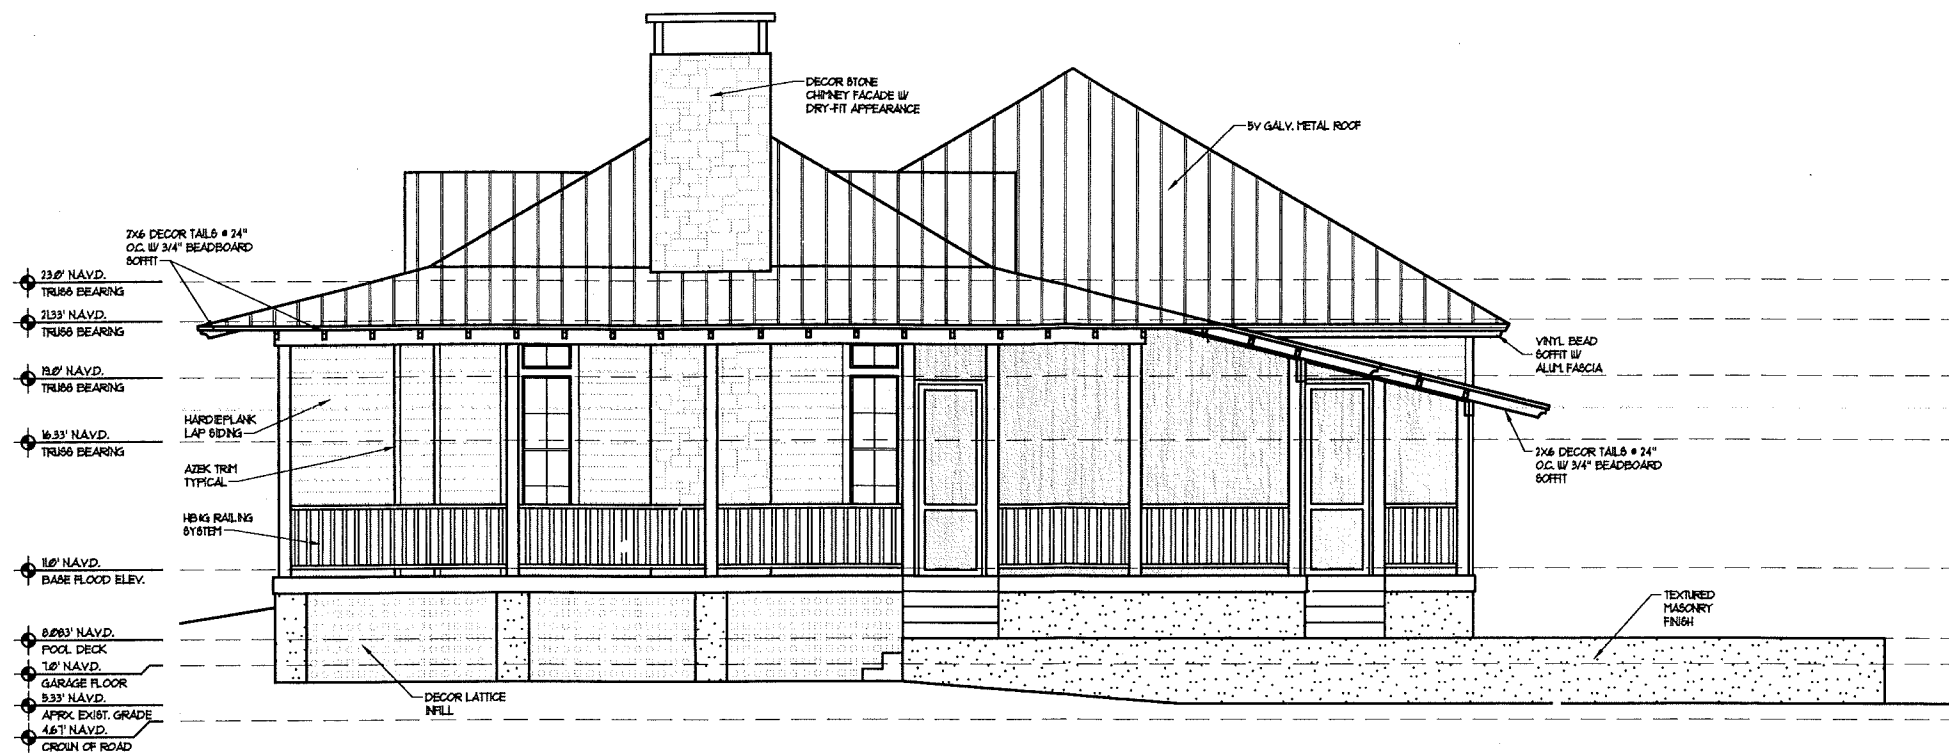 DECOR STONE
CHIMNEY FACADE W/
DRY-FIT APPEARANCE
5V GALV. METAL ROOF
2X6 DECOR TAILS @ 24"
O.C. W/ 3/4" BEADBOARD
SOFFIT
23.0' N.A.V.D.
TRUSS BEARING
21.33' N.A.V.D.
TRUSS BEARING
VINYL BEAD
SOFFIT W/
ALUM. FASCIA
19.0' N.A.V.D.
TRUSS BEARING
HARDIEPLANK
LAP SIDING
16.33' N.A.V.D.
TRUSS BEARING
2X6 DECOR TAILS @ 24"
O.C. W/ 3/4" BEADBOARD
SOFFIT
AZEK TRIM
TYPICAL
RAILING
SYSTEM
11.0' N.A.V.D.
BASE FLOOD ELEV.
TEXTURED
MASONRY
FINISH
8.083' N.A.V.D.
POOL DECK
7.0' N.A.V.D.
GARAGE FLOOR
DECOR LATTICE
INFILL
5.33' N.A.V.D.
APRX. EXIST. GRADE
4.67' N.A.V.D.
CROWN OF ROAD